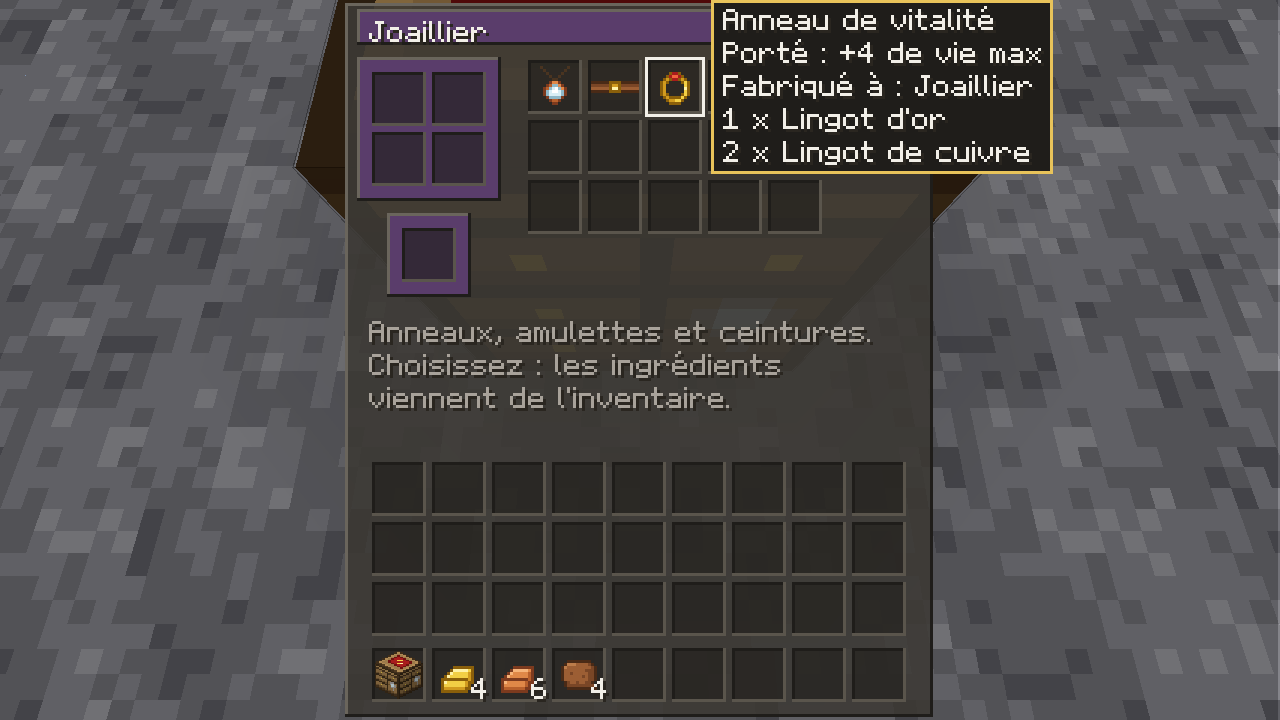 Joaillier
Anneau de vitalité
Porté : +4 de vie max
Fabriqué à : Joaillier
1 x Lingot d'or
2 x Lingot de cuivre
Anneaux, amulettes et ceintures.
Choisissez : les ingrédients
viennent de l'inventaire.
4
6
4